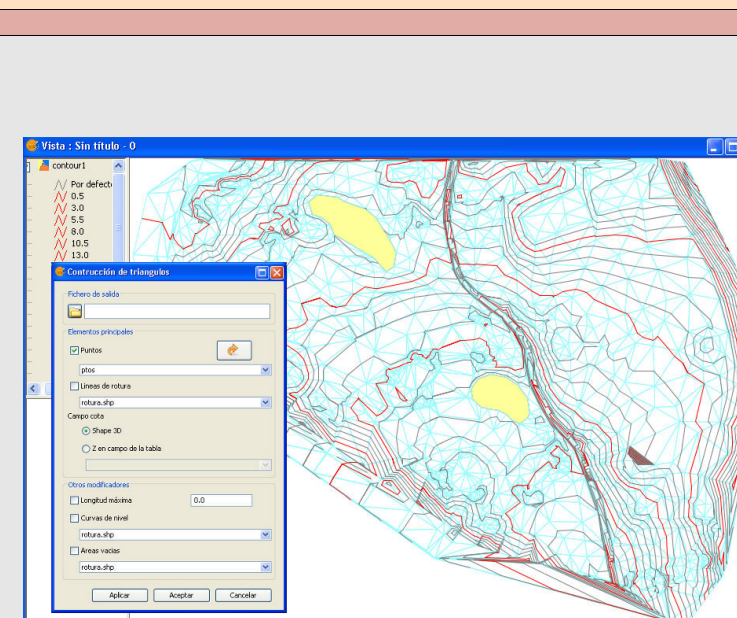 Vista : Sin título - 0
contour1
Por defect
0.5
3.0
5.5
8.0
10.5
13.0
Contrucción de triangulos
Fichero de salida
Elementos principales
Puntos
ptos
Lineas de rotura
rotura.shp
Campo cota
Shape 3D
Z en campo de la tabla
Otros modificadores
Longitud máxima
0.0
Curvas de nivel
rotura.shp
Areas vacias
rotura.shp
Aplicar
Aceptar
Cancelar